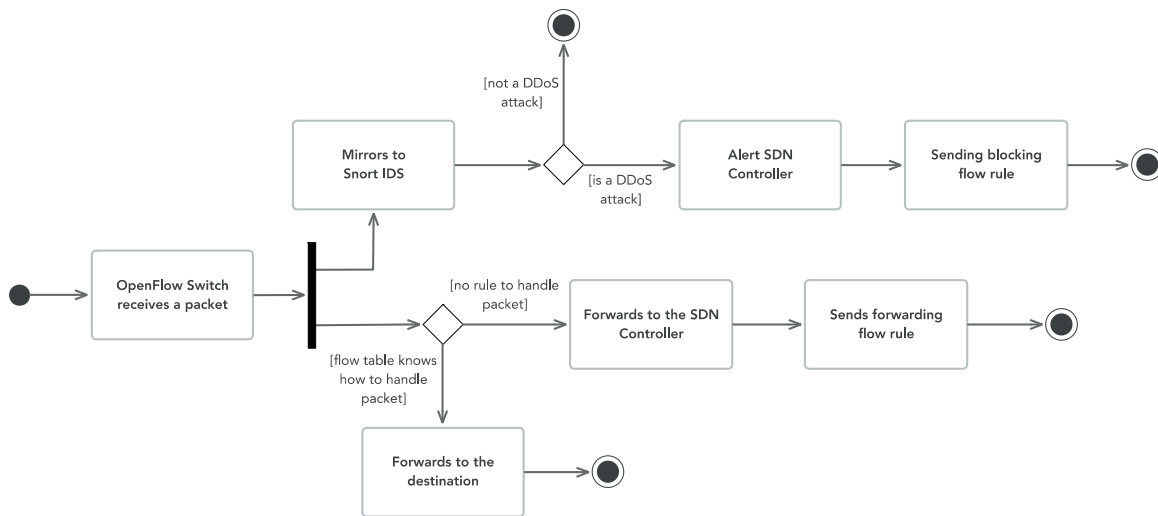 [not a DDoS
attack]
Mirrors to
Snort IDS
[is a DDoS
attack]
Alert SDN
Controller
Sending blocking
flow rule
OpenFlow Switch
receives a packet
[no rule to handle
packet]
Forwards to the SDN
Controller
Sends forwarding
flow rule
[flow table knows
how to handle
packet]
Forwards to the
destination